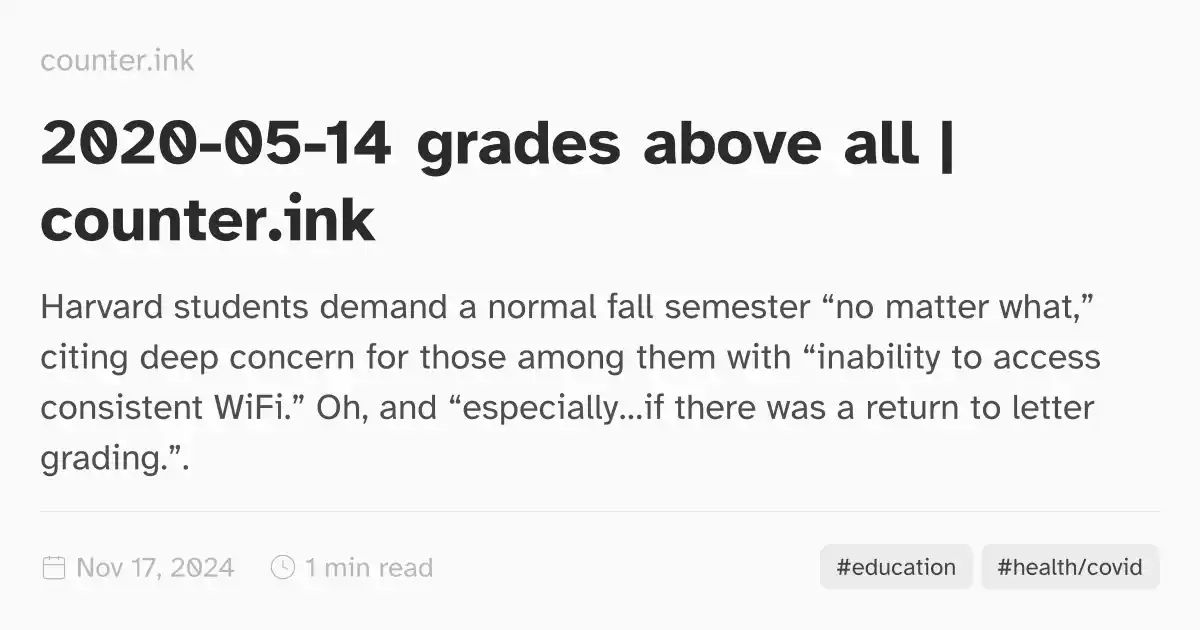 counter.ink
2020-05-14 grades above all |
counter.ink
Harvard students demand a normal fall semester “no matter what,”
citing deep concern for those among them with “inability to access
consistent WiFi.” Oh, and “especially…if there was a return to letter
grading.”.
Nov 17, 2024 1 min read #education #health/covid